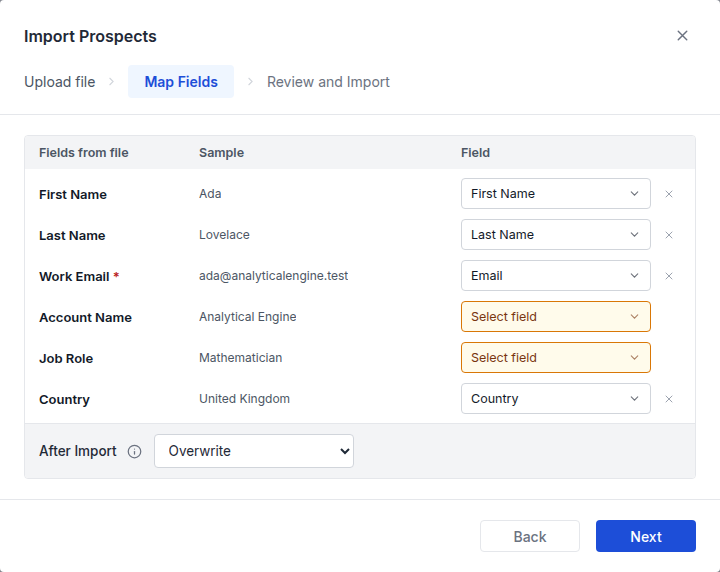 Import Prospects
Upload file
Map Fields
Review and Import
Fields from file Sample Field
First Name Ada First Name
Last Name Lovelace Last Name
Work Email * ada@analyticalengine.test Email
Account Name Analytical Engine Select field
Job Role Mathematician Select field
Country United Kingdom Country
After Import Overwrite
Back Next